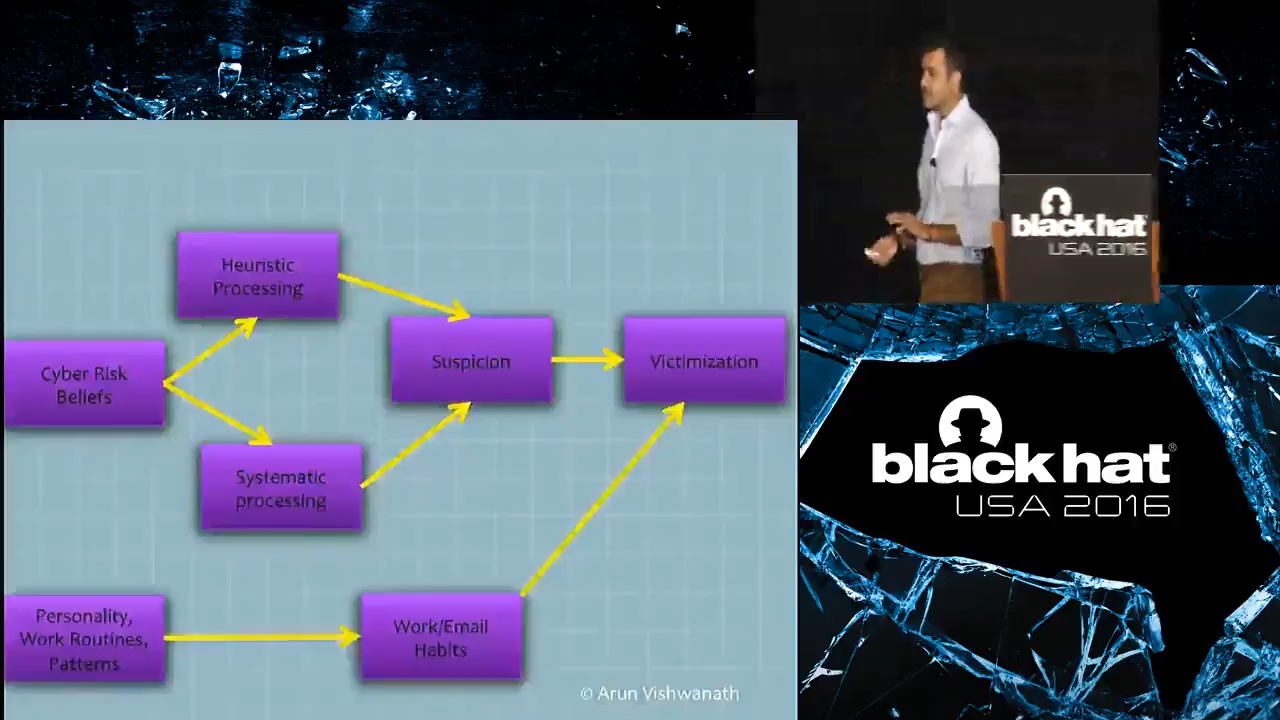 Heuristic
Processing
Cyber Risk
Beliefs
Suspicion
Victimization
Systematic
processing
Personality,
Work Routines,
Patterns
Work/Email
Habits
© Arun Vishwanath
black hat
USA 2016
black hat®
USA 2016